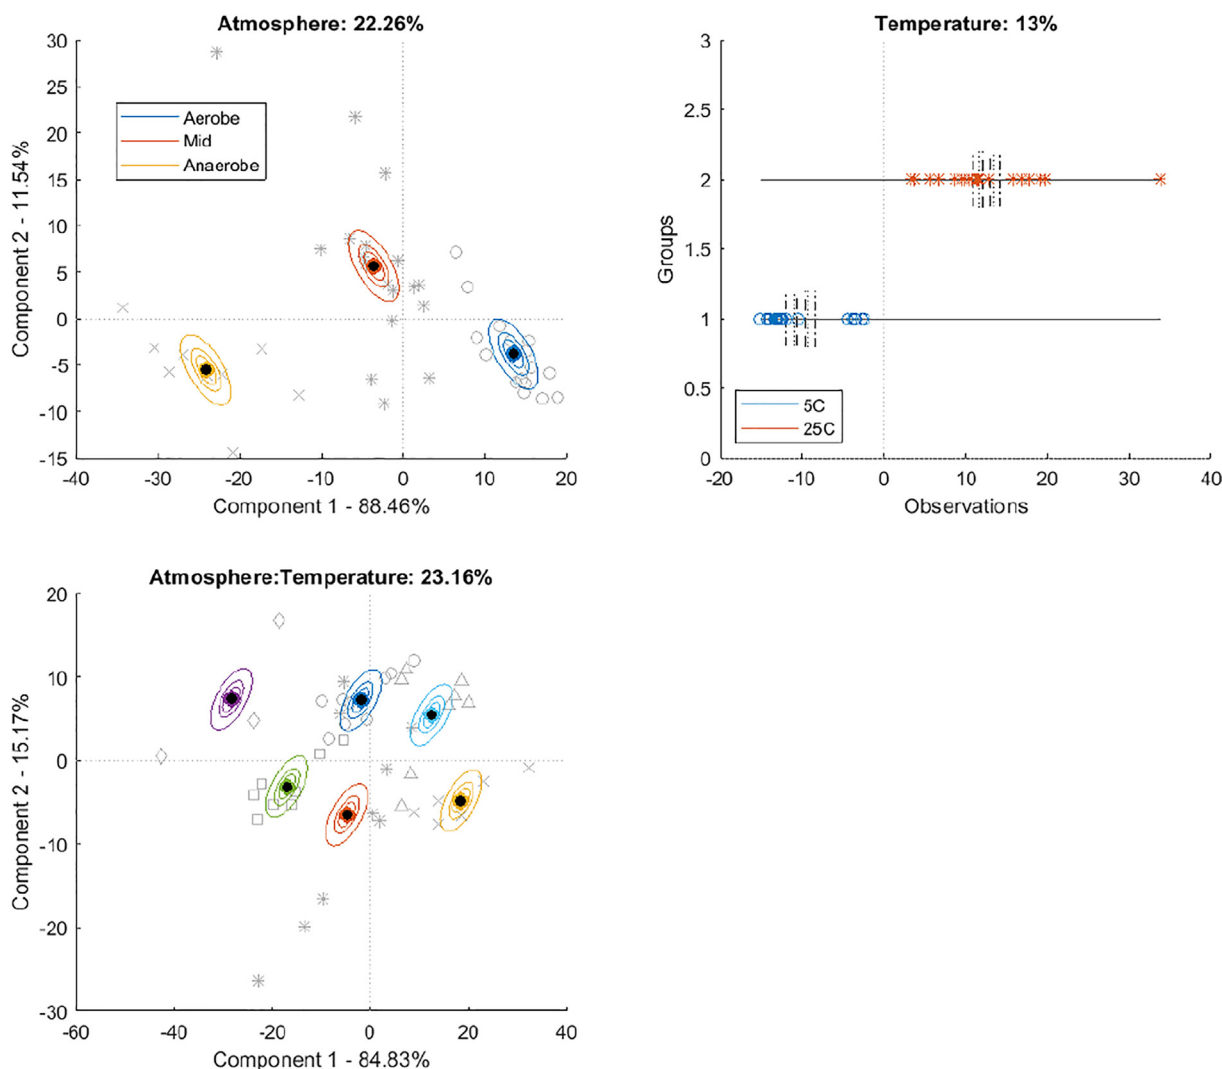 Atmosphere: 22.26%
30
25
20
15
10
5
0
-5
-10
-15
Component 2 - 11.54%
Aerobe
Mid
Anaerobe
-40 -30 -20 -10 0 10 20
Component 1 - 88.46%
Temperature: 13%
3
2.5
2
1.5
1
0.5
0
Groups
5C
25C
-20 -10 0 10 20 30 40
Observations
Atmosphere:Temperature: 23.16%
20
10
0
-10
-20
-30
Component 2 - 15.17%
-60 -40 -20 0 20 40
Component 1 - 84.83%